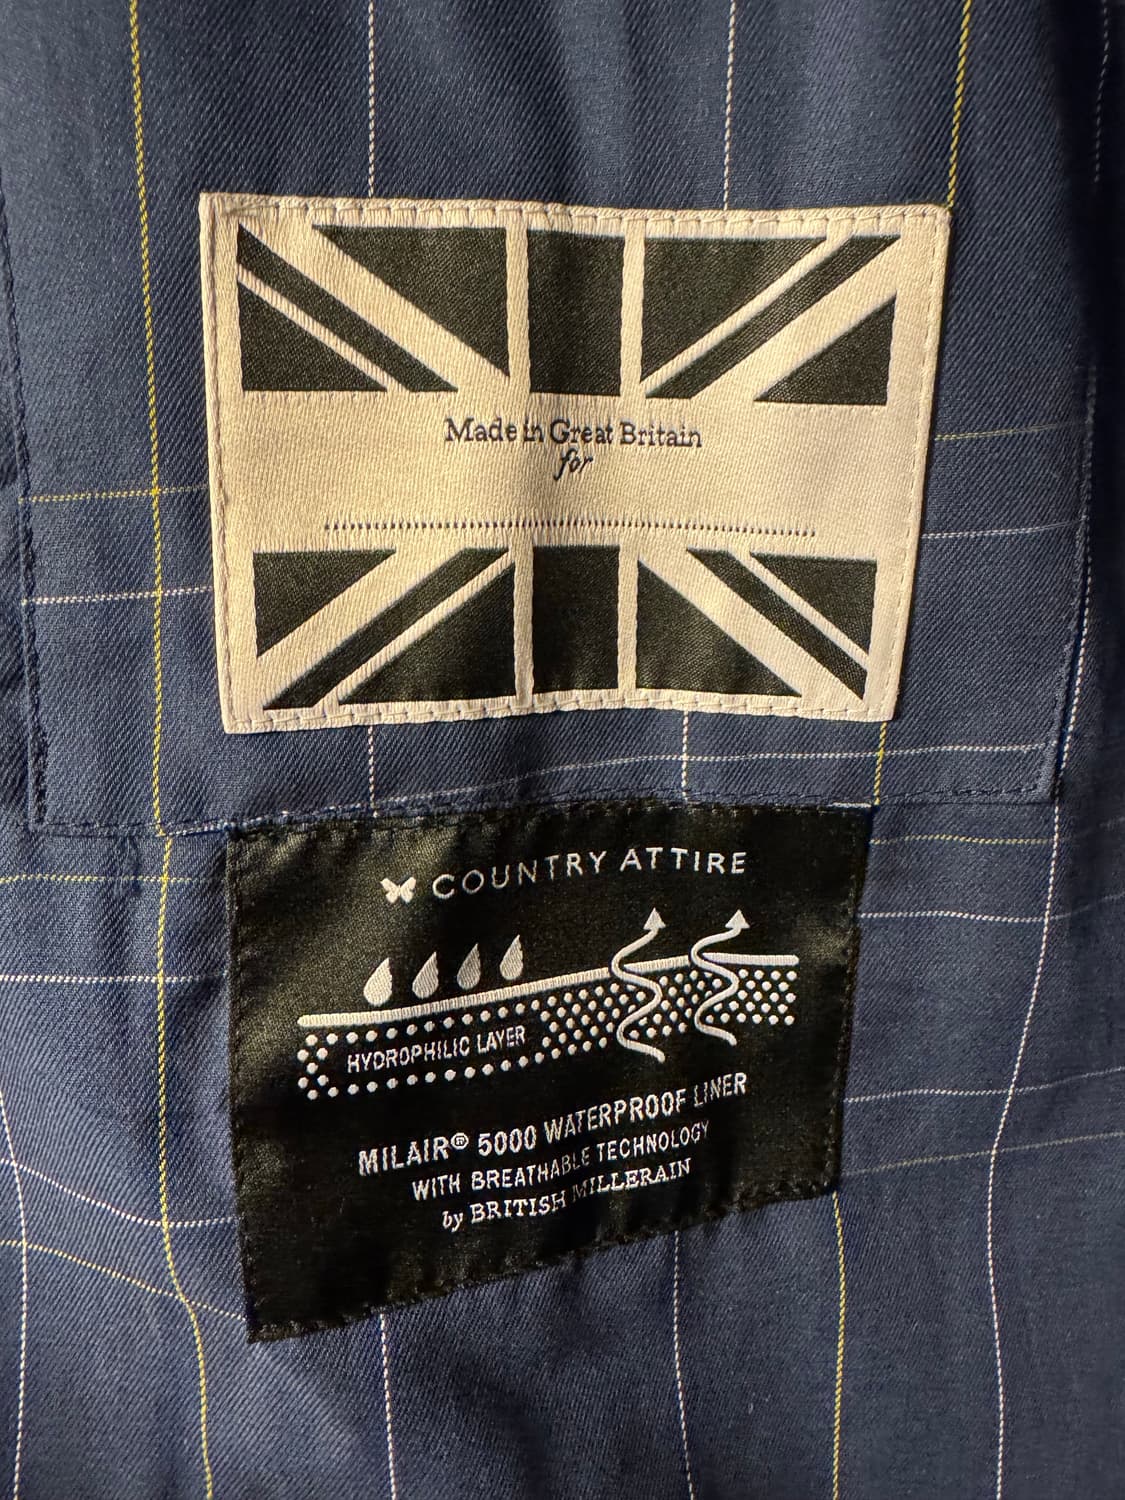 Made in Great Britain
for
COUNTRY ATTIRE
HYDROPHILIC LAYER
MILAIR® 5000 WATERPROOF LINER
WITH BREATHABLE TECHNOLOGY
by BRITISH MILLERAIN